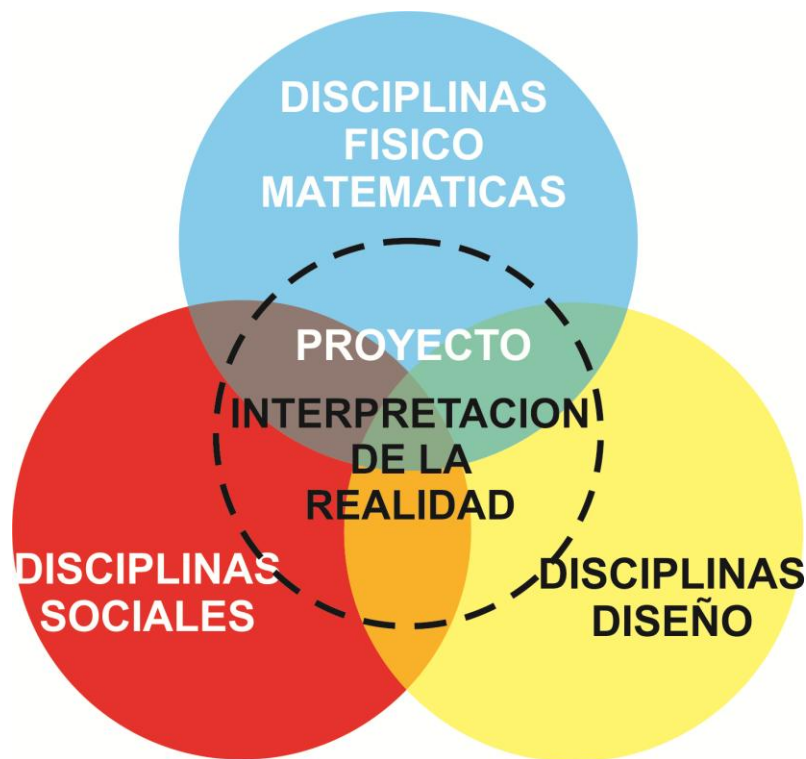 DISCIPLINAS
FISICO
MATEMATICAS
PROYECTO
INTERPRETACION
DE LA
REALIDAD
DISCIPLINAS
SOCIALES
DISCIPLINAS
DISEÑO